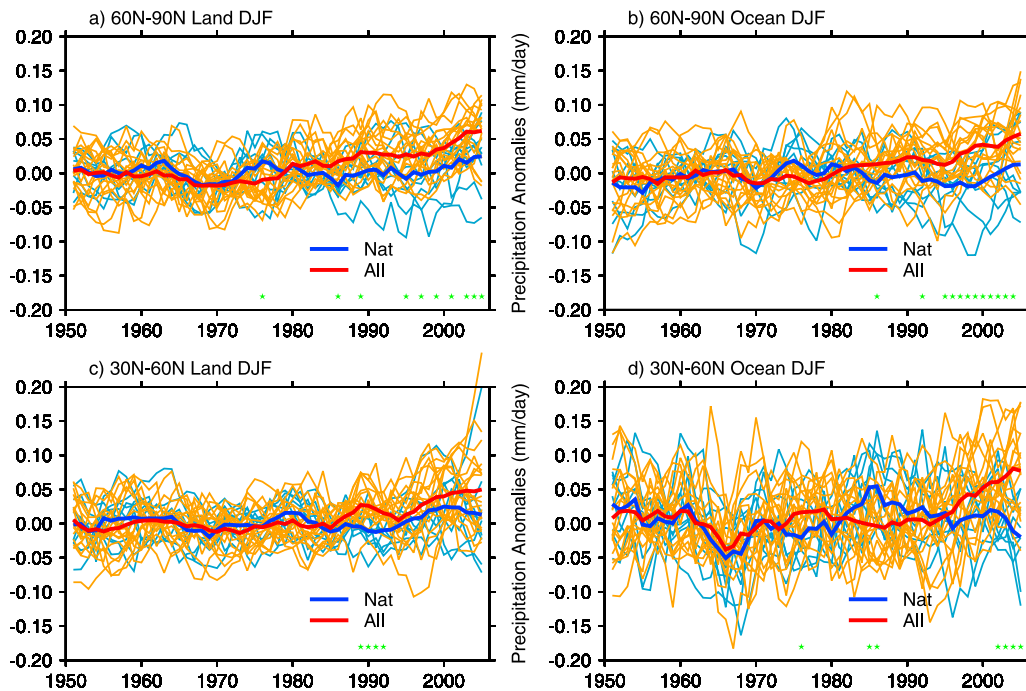 a) 60N-90N Land DJF
0.20
0.15
0.10
0.05
0.00
-0.05
-0.10
-0.15
-0.20
Nat
All
1950 1960 1970 1980 1990 2000
b) 60N-90N Ocean DJF
Precipitation Anomalies (mm/day)
0.20
0.15
0.10
0.05
0.00
-0.05
-0.10
-0.15
-0.20
Nat
All
1950 1960 1970 1980 1990 2000
c) 30N-60N Land DJF
0.20
0.15
0.10
0.05
0.00
-0.05
-0.10
-0.15
-0.20
Nat
All
1950 1960 1970 1980 1990 2000
d) 30N-60N Ocean DJF
Precipitation Anomalies (mm/day)
0.20
0.15
0.10
0.05
0.00
-0.05
-0.10
-0.15
-0.20
Nat
All
1950 1960 1970 1980 1990 2000